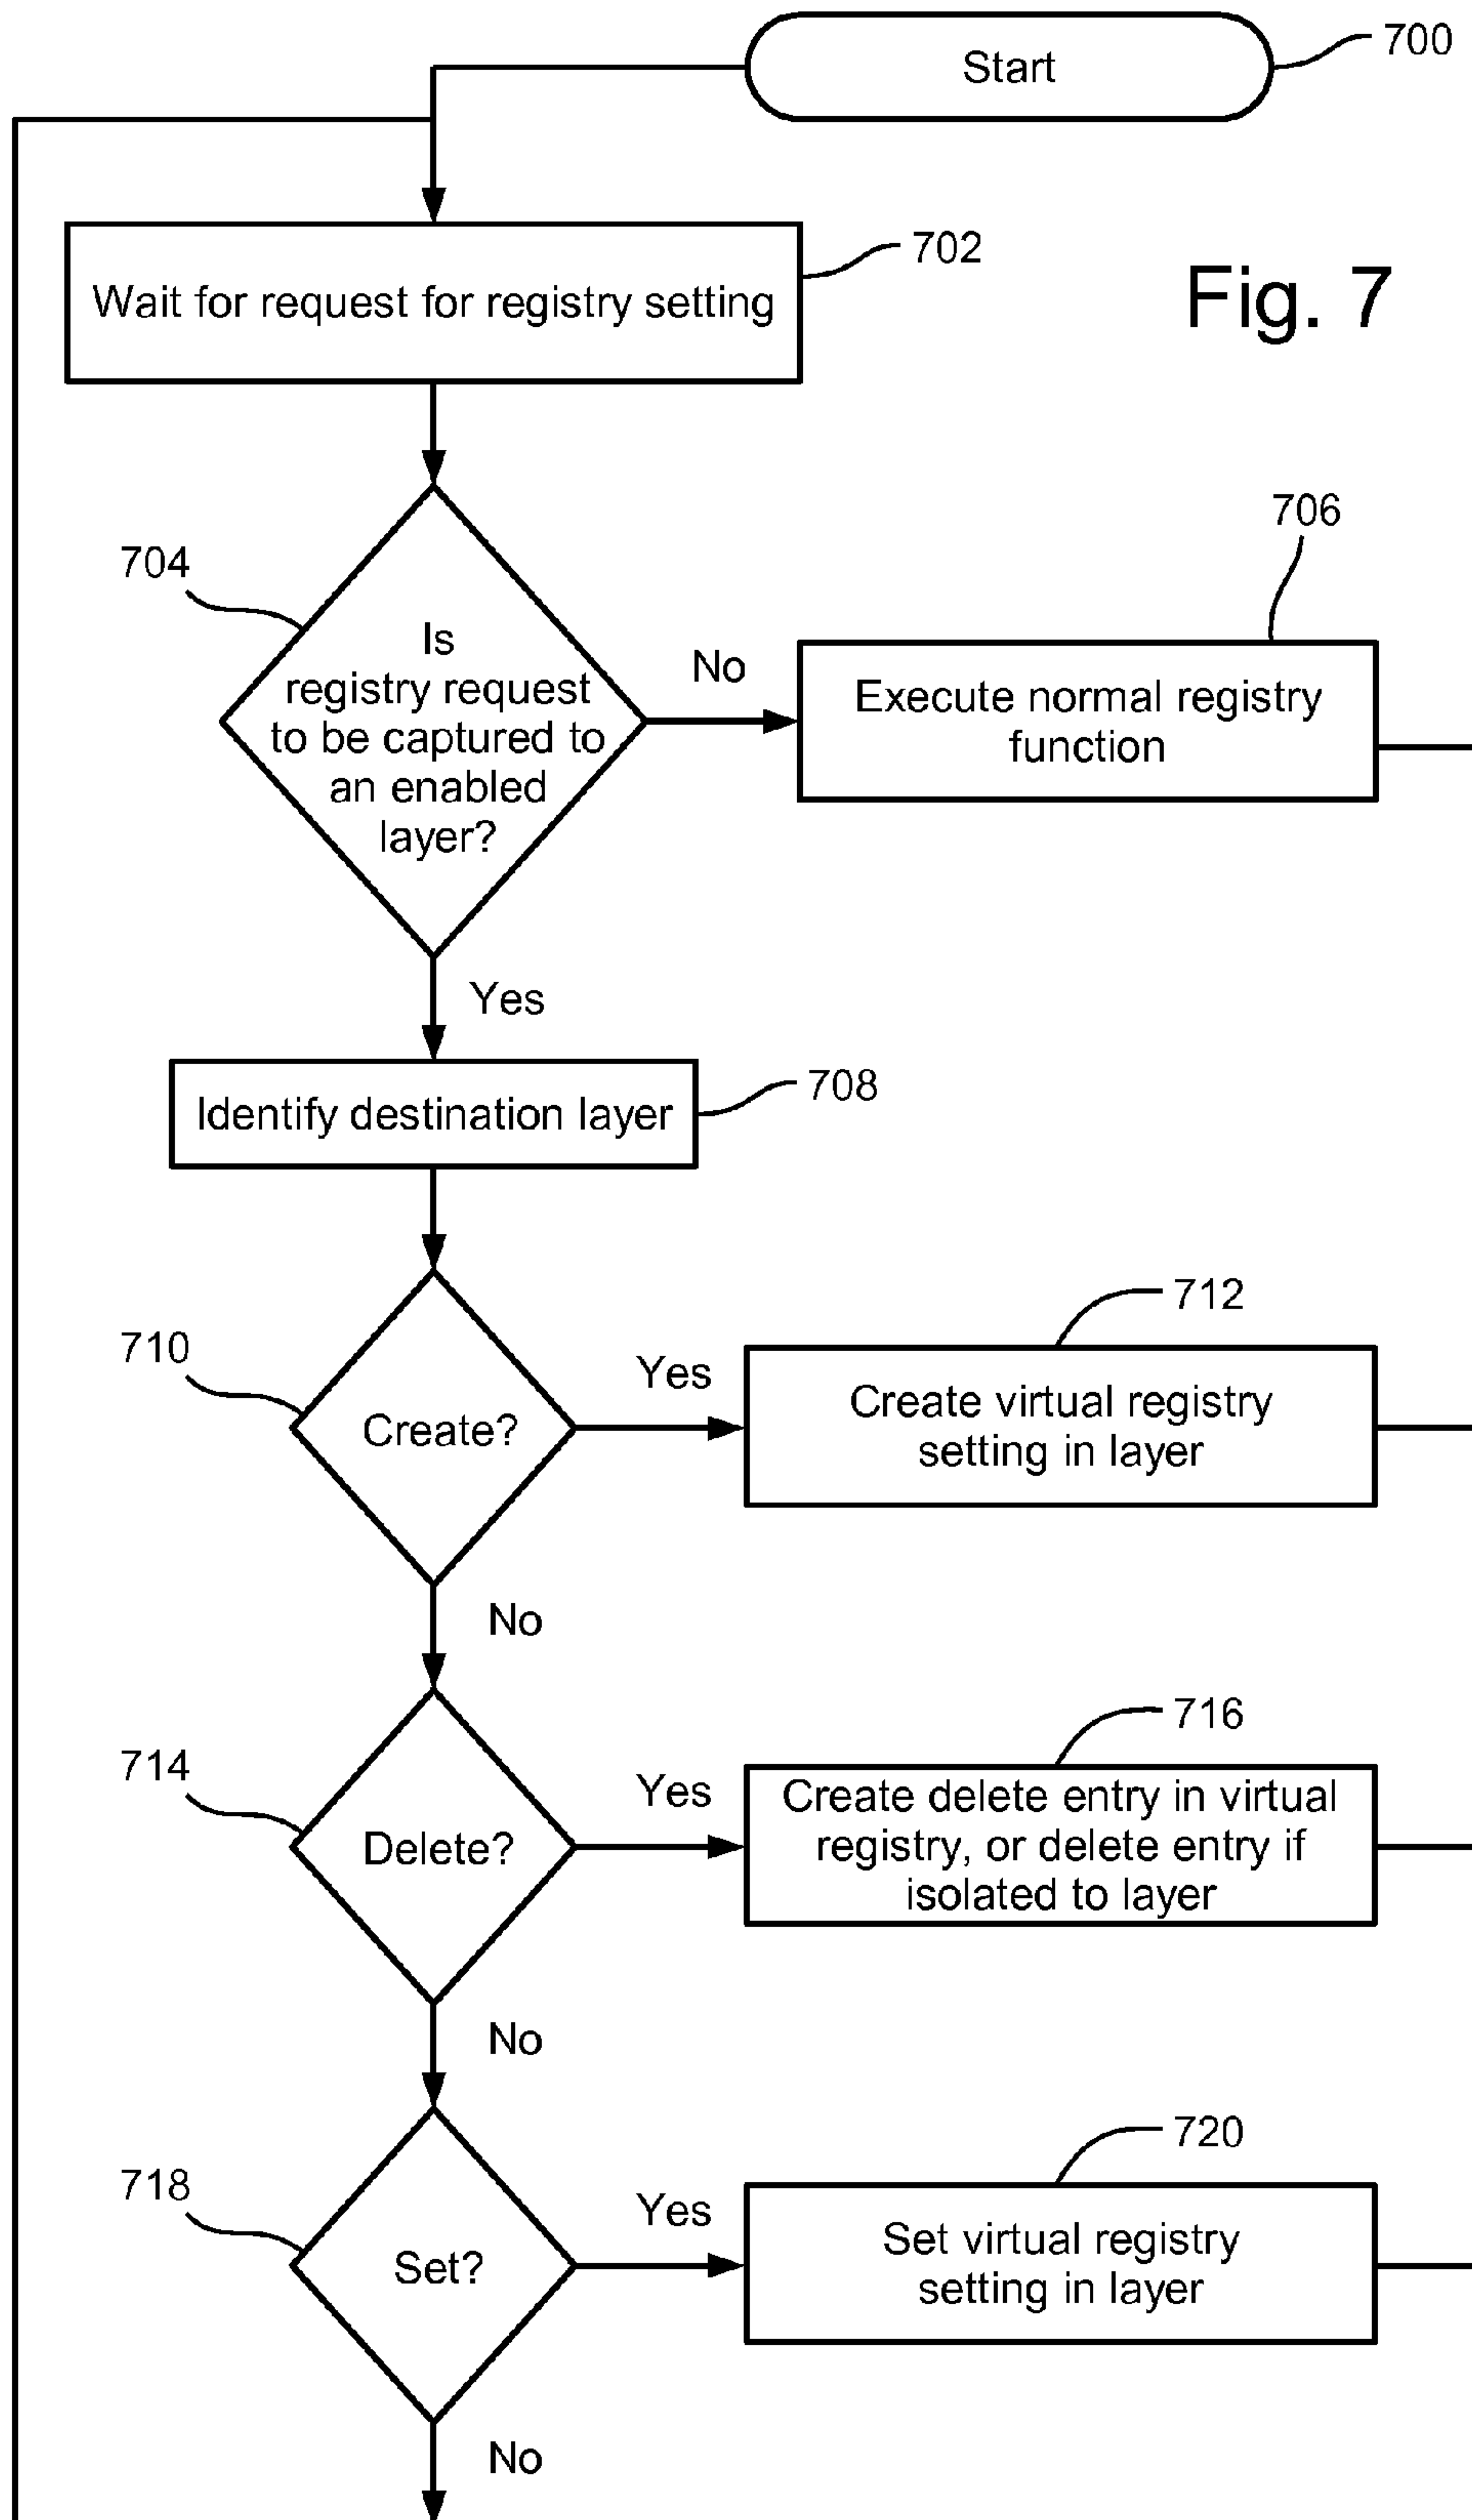 Start
700
Wait for request for registry setting
702
Fig. 7
704
Is
registry request
to be captured to
an enabled
layer?
No
706
Execute normal registry
function
Yes
Identify destination layer
708
710
Create?
Yes
712
Create virtual registry
setting in layer
No
714
Delete?
Yes
716
Create delete entry in virtual
registry, or delete entry if
isolated to layer
No
718
Set?
Yes
720
Set virtual registry
setting in layer
No